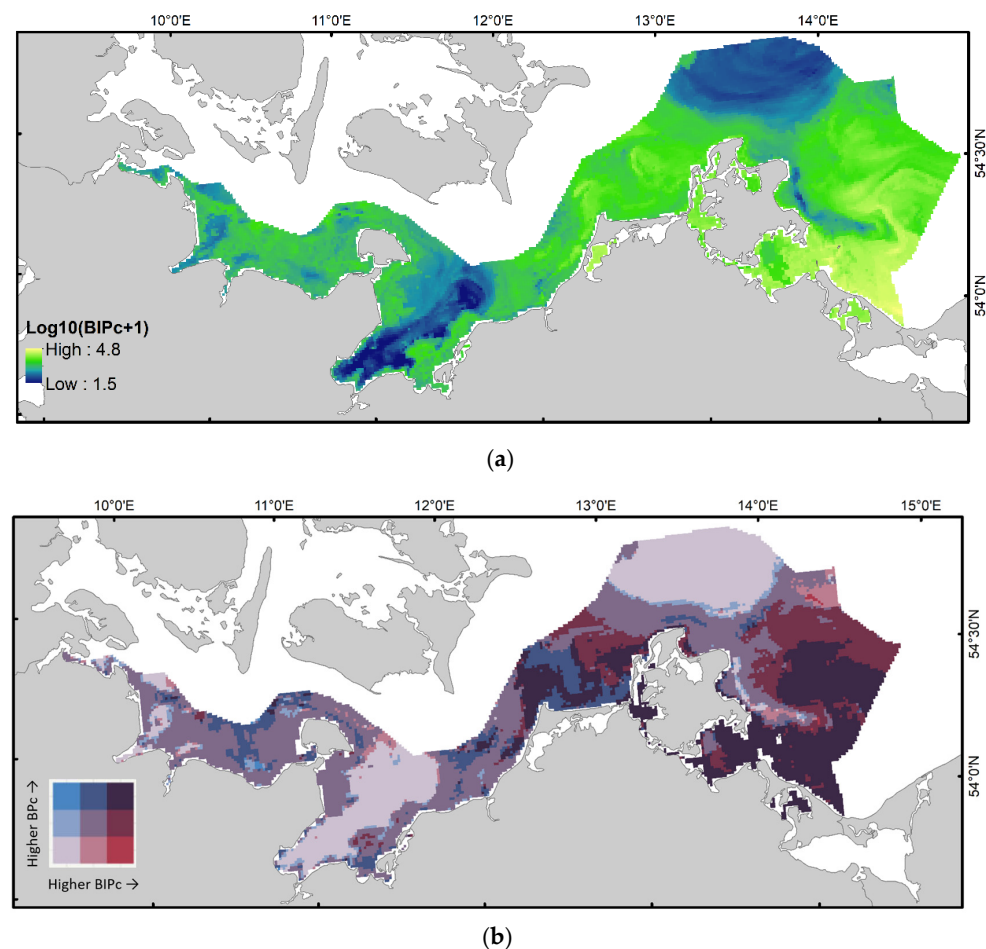 (a)
10°0'E 11°0'E 12°0'E 13°0'E 14°0'E
54°30'N
54°0'N
Log10(BIPc+1)
High : 4.8
Low : 1.5
(a)
10°0'E 11°0'E 12°0'E 13°0'E 14°0'E 15°0'E
54°30'N
54°0'N
Higher BPc →
Higher BIPc →
(b)